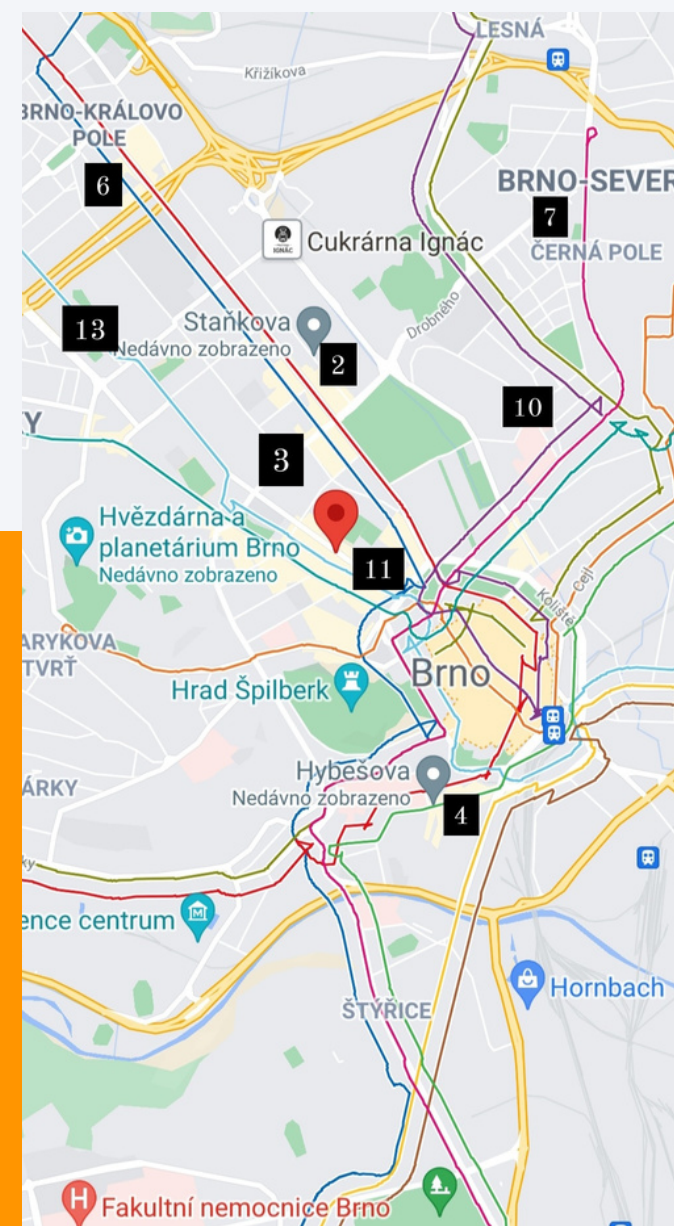 LESNÁ
Křižíkova
BRNO-KRÁLOVO
POLE
6
BRNO-SEVER
7
ČERNÁ POLE
IGNÁC
Cukrárna Ignác
Drobného
13
Staňkova
Nedávno zobrazeno
2
10
Y
3
Hvězdárna a
planetárium Brno
Nedávno zobrazeno
11
Cejl
Koliště
ARYKOVA
TVRŤ
Brno
Hrad Špilberk
ÁRKY
Hybešova
Nedávno zobrazeno
4
ky
ence centrum
M
Hornbach
ŠTÝŘICE
H
Fakultní nemocnice Brno